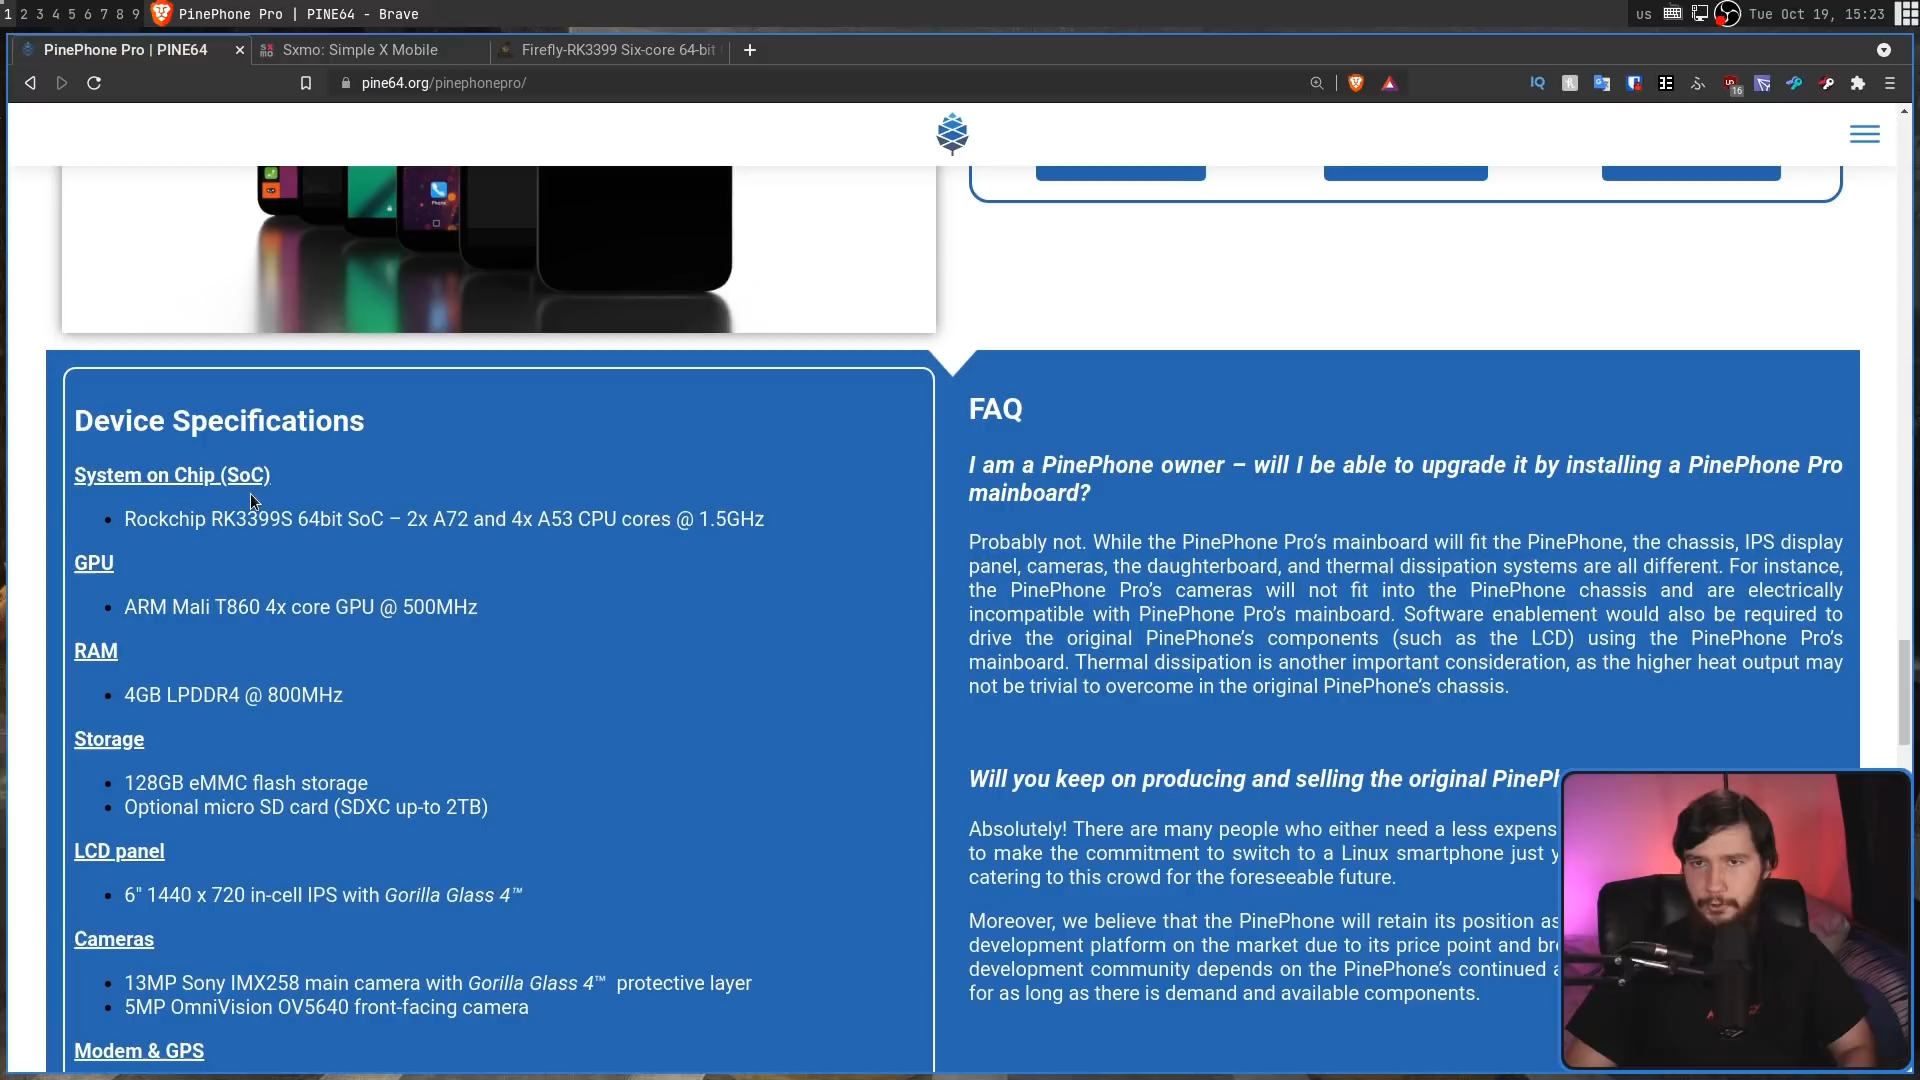 1 2 3 4 5 6 7 8 9 PinePhone Pro | PINE64 - Brave
us Tue Oct 19, 15:23
PinePhone Pro | PINE64
Sxmo: Simple X Mobile
Firefly-RK3399 Six-core 64-bit
pine64.org/pinephonepro/
IQ
16
Phone
Device Specifications
System on Chip (SoC)
• Rockchip RK3399S 64bit SoC – 2x A72 and 4x A53 CPU cores @ 1.5GHz
GPU
• ARM Mali T860 4x core GPU @ 500MHz
RAM
• 4GB LPDDR4 @ 800MHz
Storage
• 128GB eMMC flash storage
• Optional micro SD card (SDXC up-to 2TB)
LCD panel
• 6" 1440 x 720 in-cell IPS with Gorilla Glass 4™
Cameras
• 13MP Sony IMX258 main camera with Gorilla Glass 4™ protective layer
• 5MP OmniVision OV5640 front-facing camera
Modem & GPS
FAQ
I am a PinePhone owner – will I be able to upgrade it by installing a PinePhone Pro
mainboard?
Probably not. While the PinePhone Pro’s mainboard will fit the PinePhone, the chassis, IPS display
panel, cameras, the daughterboard, and thermal dissipation systems are all different. For instance,
the PinePhone Pro’s cameras will not fit into the PinePhone chassis and are electrically
incompatible with PinePhone Pro’s mainboard. Software enablement would also be required to
drive the original PinePhone’s components (such as the LCD) using the PinePhone Pro’s
mainboard. Thermal dissipation is another important consideration, as the higher heat output may
not be trivial to overcome in the original PinePhone’s chassis.
Will you keep on producing and selling the original PineP
Absolutely! There are many people who either need a less expens
to make the commitment to switch to a Linux smartphone just y
catering to this crowd for the foreseeable future.
Moreover, we believe that the PinePhone will retain its position as
development platform on the market due to its price point and br
development community depends on the PinePhone’s continued a
for as long as there is demand and available components.